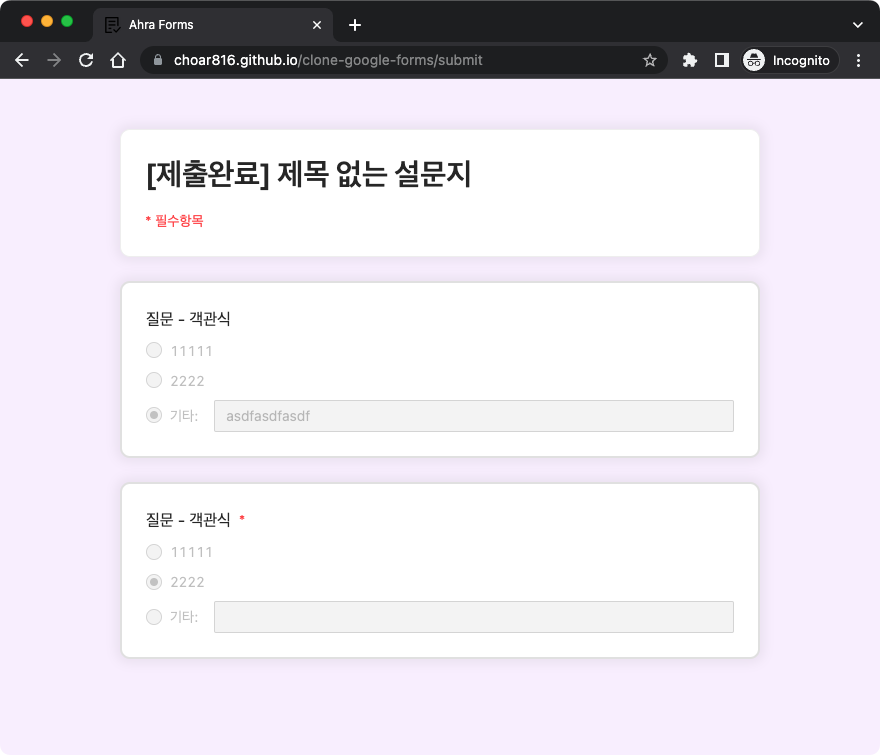 Ahra Forms
choar816.github.io/clone-google-forms/submit
Incognito
[제출완료] 제목 없는 설문지
* 필수항목
질문 - 객관식
11111
2222
기타: asdfasdfasdf
질문 - 객관식 *
11111
2222
기타: